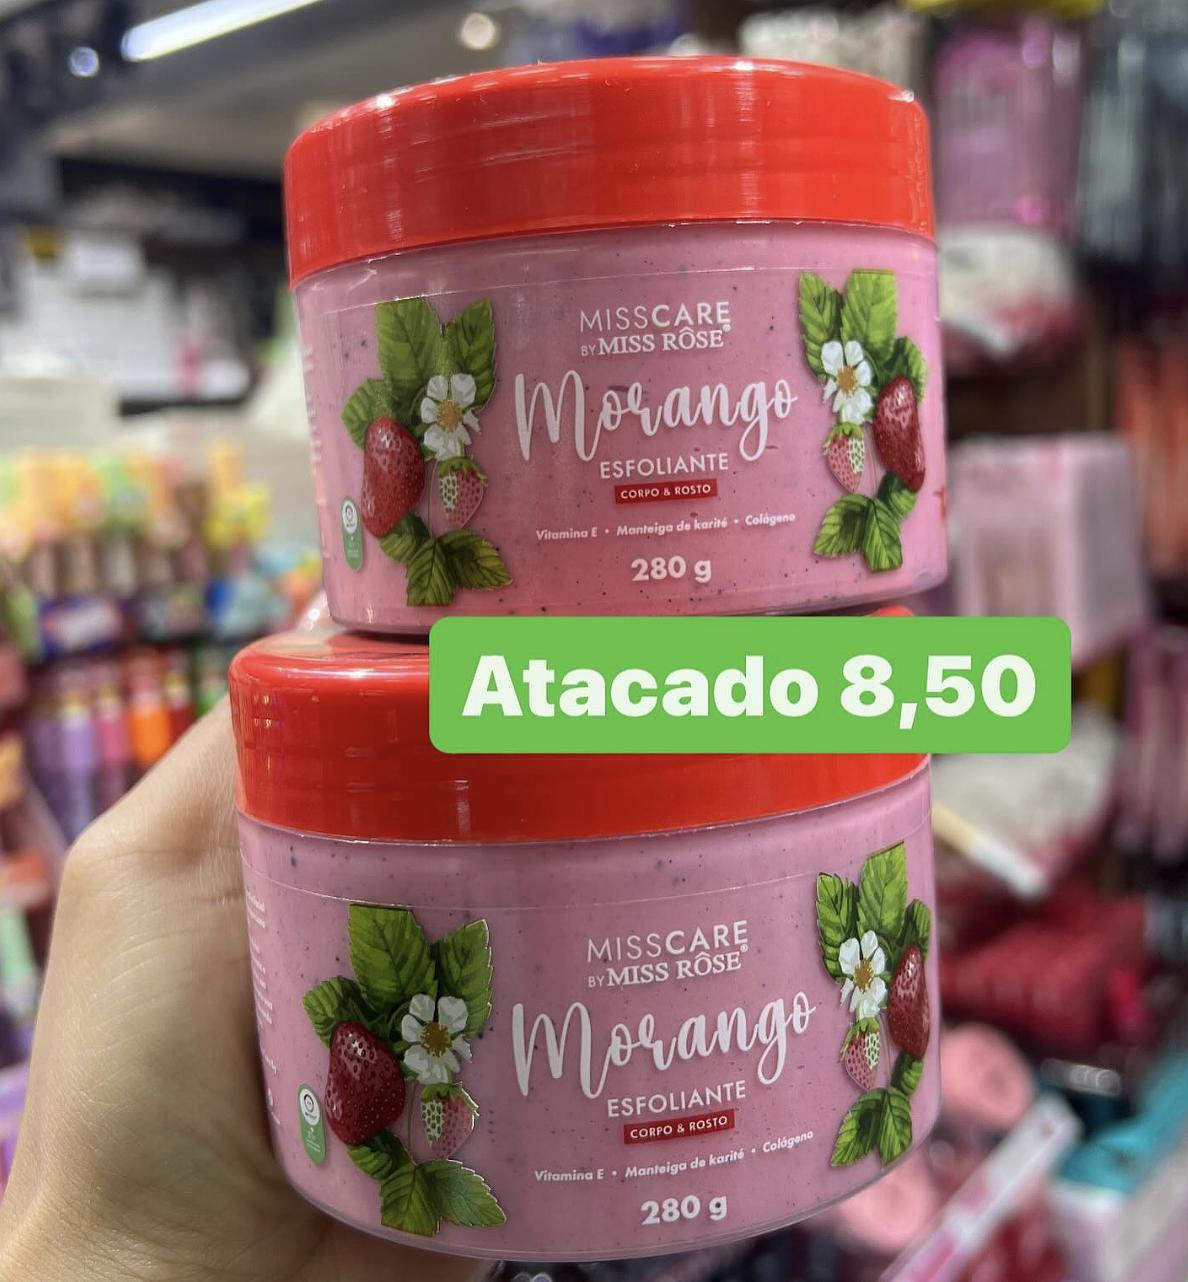 MISSCARE
BY MISS RÔSE®
Morango
ESFOLIANTE
CORPO & ROSTO
Vitamina E • Manteiga de karité • Colágeno
280 g
Atacado 8,50
MISSCARE
BY MISS RÔSE®
Morango
ESFOLIANTE
CORPO & ROSTO
Vitamina E • Manteiga de karité • Colágeno
280 g